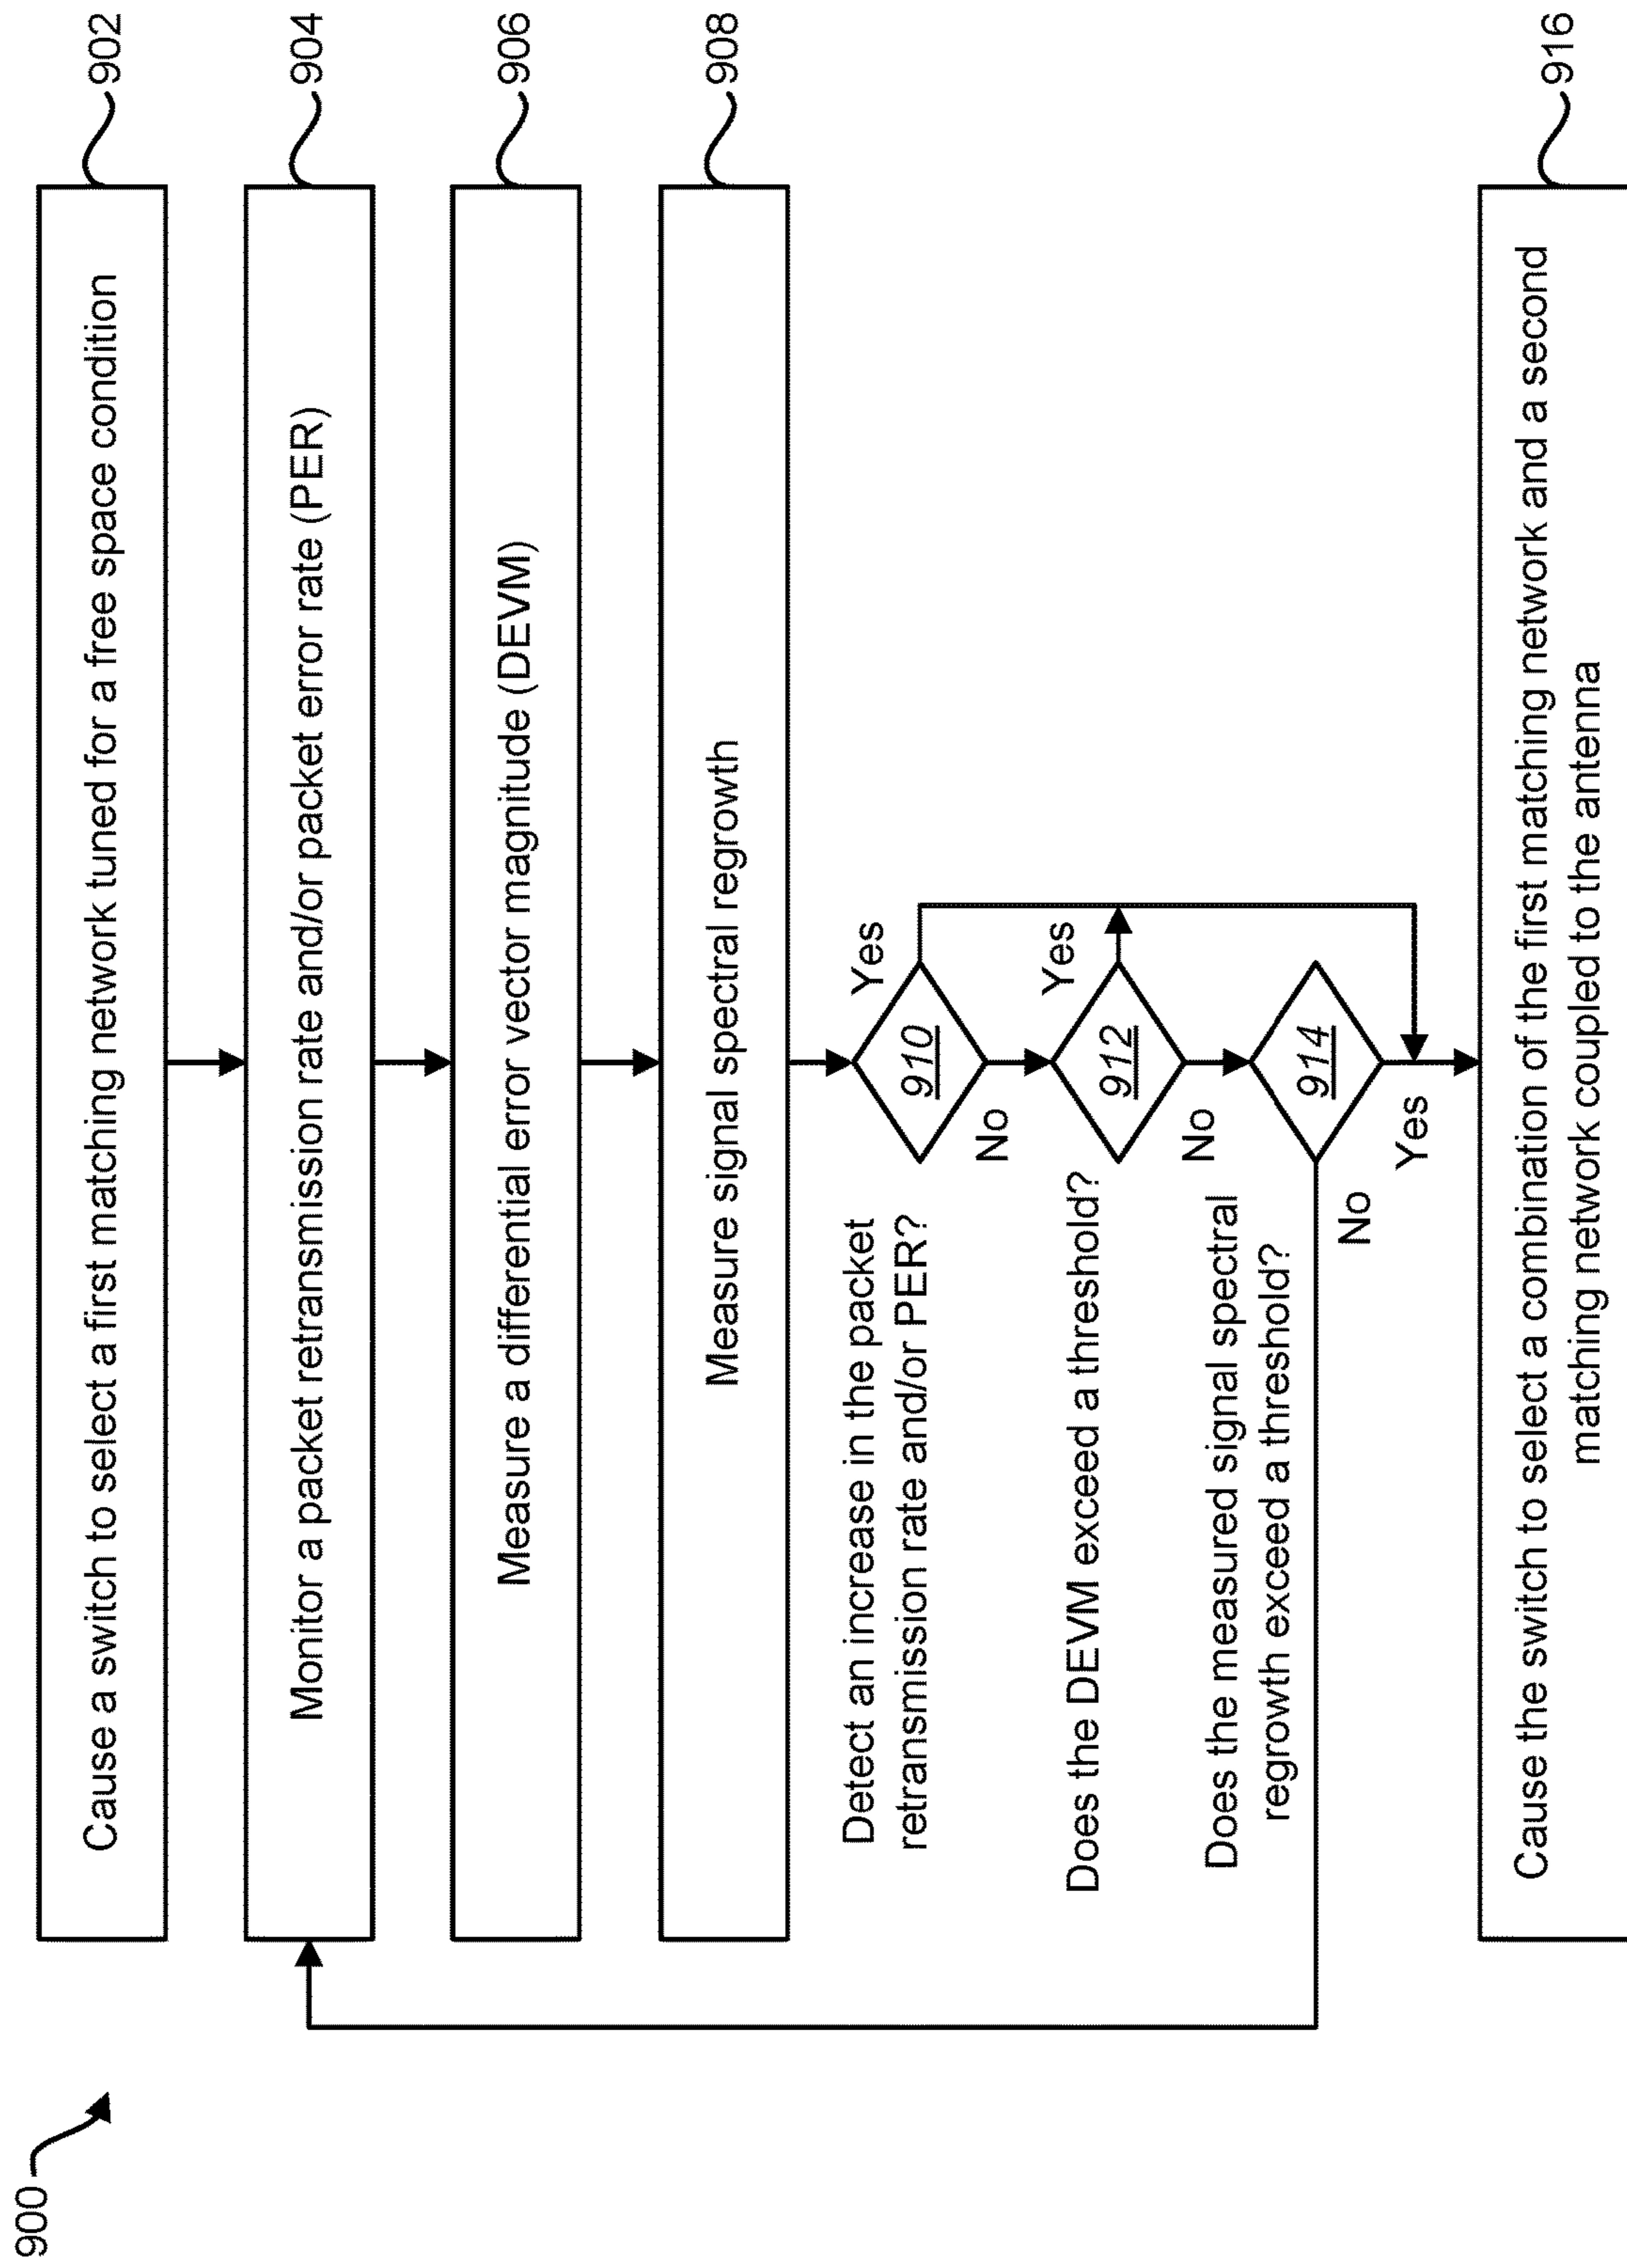 900
Cause a switch to select a first matching network tuned for a free space condition
902
Monitor a packet retransmission rate and/or packet error rate (PER)
904
Measure a differential error vector magnitude (DEVM)
906
Measure signal spectral regrowth
908
Detect an increase in the packet
retransmission rate and/or PER?
910
Yes
No
Does the DEVM exceed a threshold?
912
Yes
No
Does the measured signal spectral
regrowth exceed a threshold?
914
No
Yes
Cause the switch to select a combination of the first matching network and a second
matching network coupled to the antenna
916